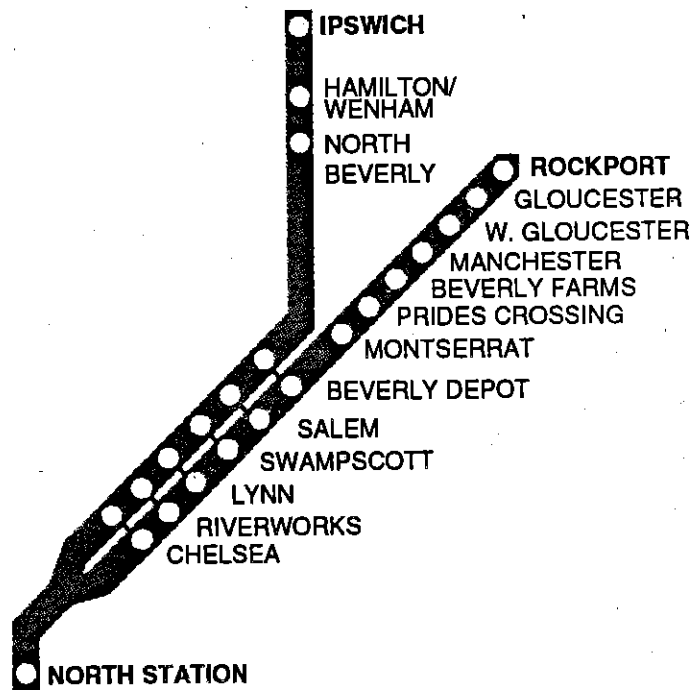 IPSWICH
HAMILTON/
WENHAM
NORTH
BEVERLY
ROCKPORT
GLOUCESTER
W. GLOUCESTER
MANCHESTER
BEVERLY FARMS
PRIDES CROSSING
MONTSERRAT
BEVERLY DEPOT
SALEM
SWAMPSCOTT
LYNN
RIVERWORKS
CHELSEA
NORTH STATION